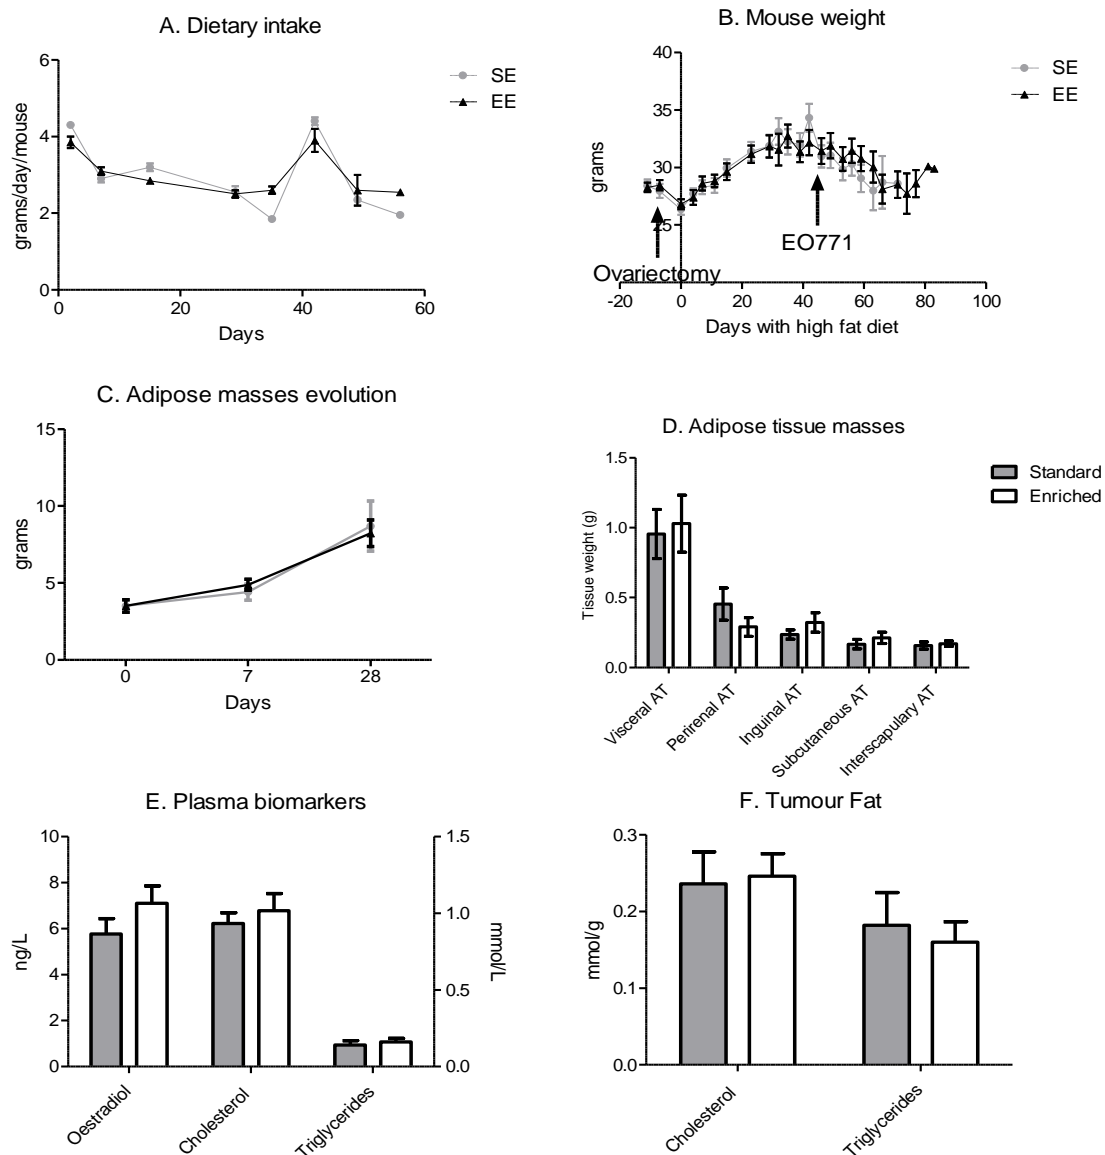 A. Dietary intake
6
4
2
0
0
20
40
60
grams/day/mouse
Days
SE
EE
B. Mouse weight
40
35
30
25
grams
-20
0
20
40
60
80
100
Days with high fat diet
Ovariectomy
EO771
SE
EE
C. Adipose masses evolution
15
10
5
0
grams
0
7
28
Days
D. Adipose tissue masses
1.5
1.0
0.5
0.0
Tissue weight (g)
Visceral AT
Perirenal AT
Inguinal AT
Subcutaneous AT
Interscapulary AT
Standard
Enriched
E. Plasma biomarkers
10
8
6
4
2
0
ng/L
1.5
1.0
0.5
0.0
mmol/L
Oestradiol
Cholesterol
Triglycerides
F. Tumour Fat
0.3
0.2
0.1
0.0
mmol/g
Cholesterol
Triglycerides